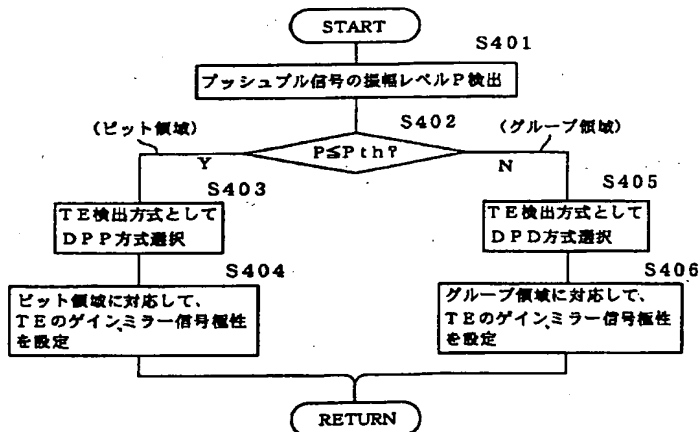 START
S401
プッシュプル信号の振幅レベルP検出
S402
(ピット領域)
(グルーブ領域)
P≦Pth?
Y
N
S403
S405
TE検出方式として
DPP方式選択
TE検出方式として
DPD方式選択
S404
S406
ピット領域に対応して、
TEのゲイン、ミラー信号極性
を設定
グルーブ領域に対応して、
TEのゲイン、ミラー信号極性
を設定
RETURN